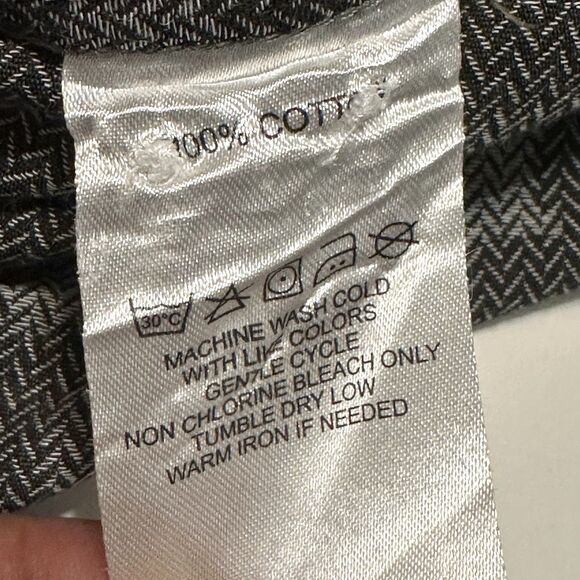 100% COTTON
30°C
MACHINE WASH COLD
WITH LIKE COLORS
GENTLE CYCLE
NON CHLORINE BLEACH ONLY
TUMBLE DRY LOW
WARM IRON IF NEEDED